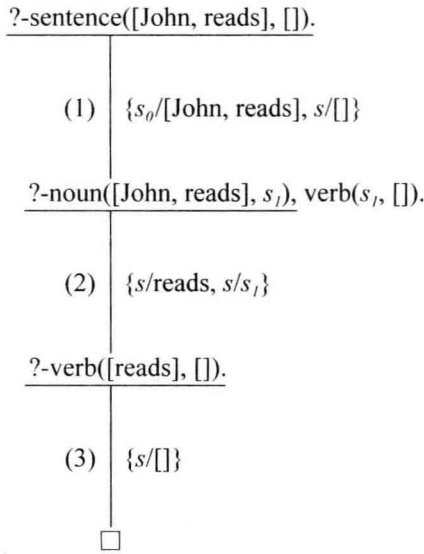 ?-sentence([John, reads], []).
(1) {s₀/[John, reads], s/[]}
?-noun([John, reads], s₁), verb(s₁, []).
(2) {s/reads, s/s₁}
?-verb([reads], []).
(3) {s/[]}